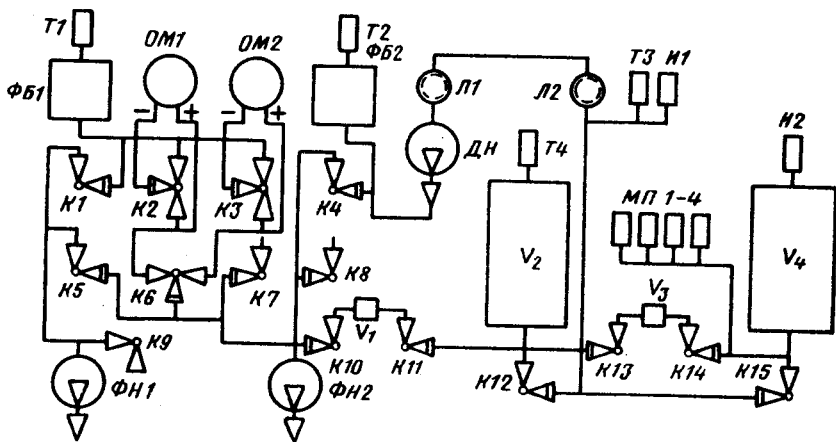 Т1 ОМ1 ОМ2 Т2
ФБ1 ФБ2 Л1 Л2 Т3 И1
− + − +
ДН Т4 И2
К1 К2 К3 К4
МП 1-4
V2 V4
К5 К6 К7 К8
V1 V3
К9 К10 К11 К12 К13 К14 К15
ФН1 ФН2